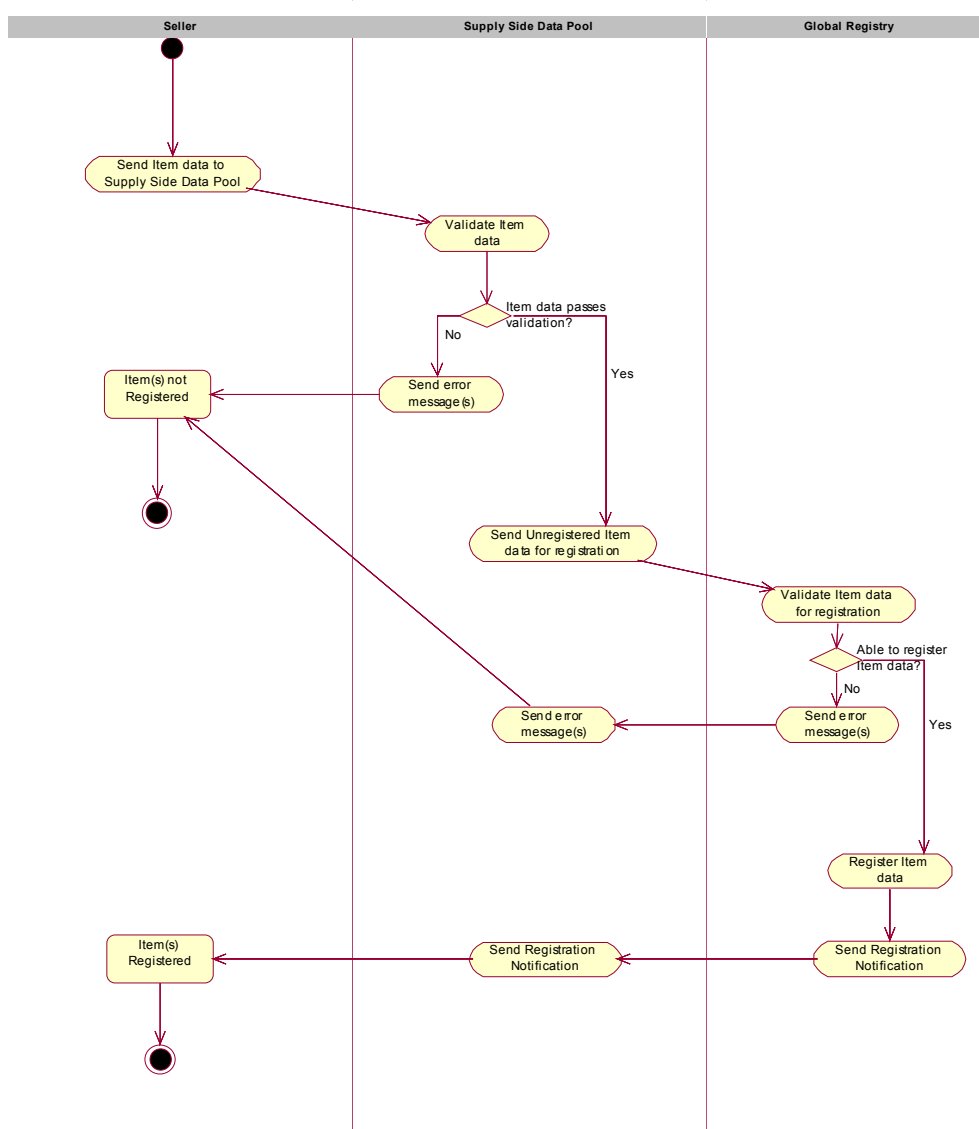 Seller
Supply Side Data Pool
Global Registry
Send Item data to
Supply Side Data Pool
Validate Item
data
Item data passes
validation?
No
Yes
Item(s) not
Registered
Send error
message(s)
Send Unregistered Item
data for registration
Validate Item data
for registration
Able to register
Item data?
No
Yes
Send error
message(s)
Send error
message(s)
Register Item
data
Item(s)
Registered
Send Registration
Notification
Send Registration
Notification